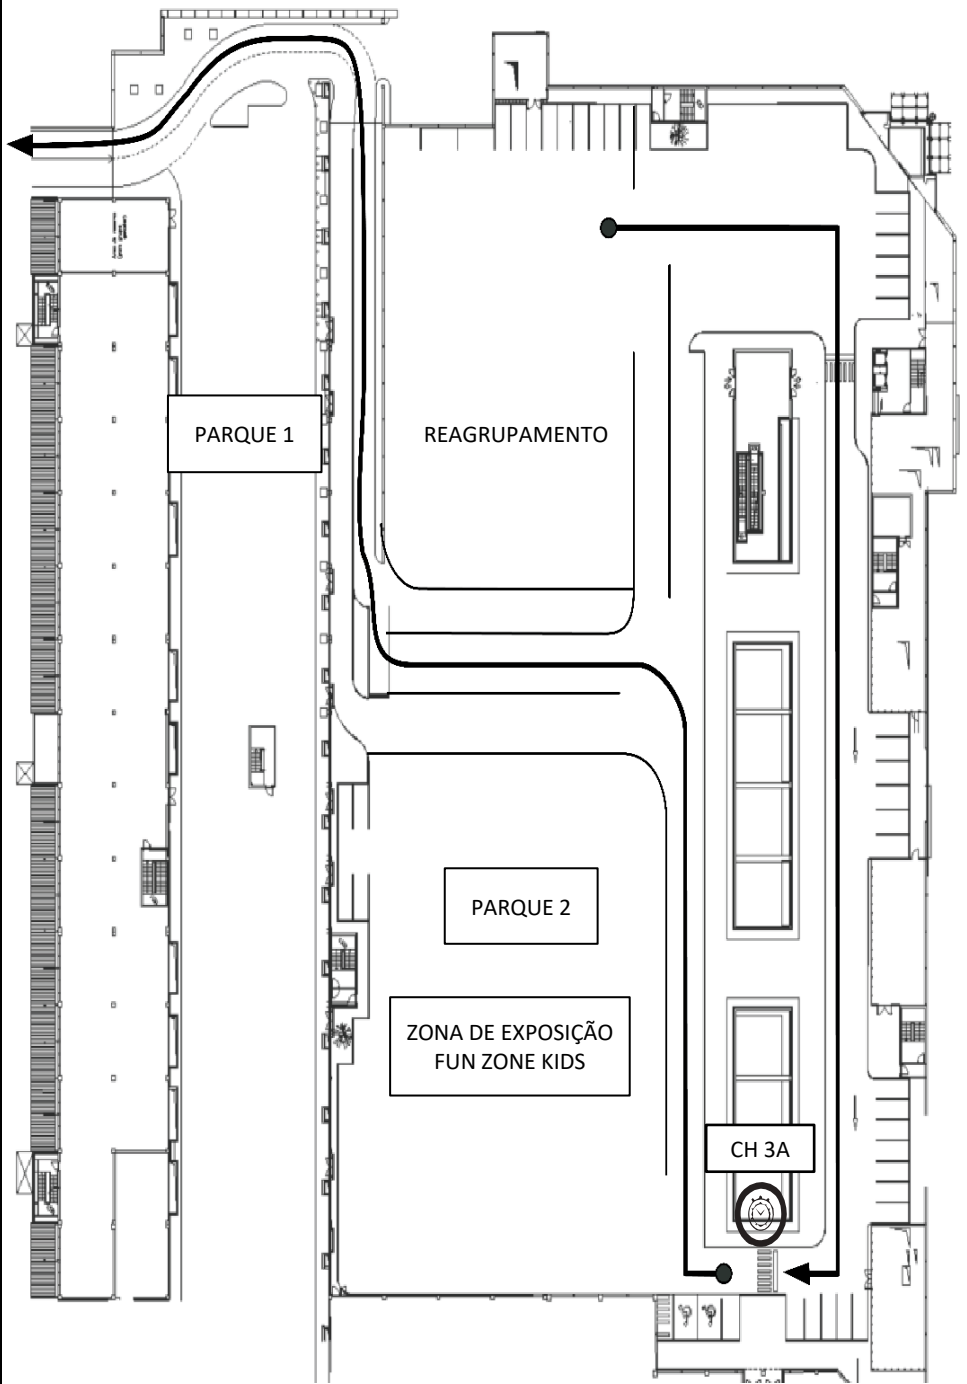 PARQUE 1
REAGRUPAMENTO
PARQUE 2
ZONA DE EXPOSIÇÃO
FUN ZONE KIDS
CH 3A